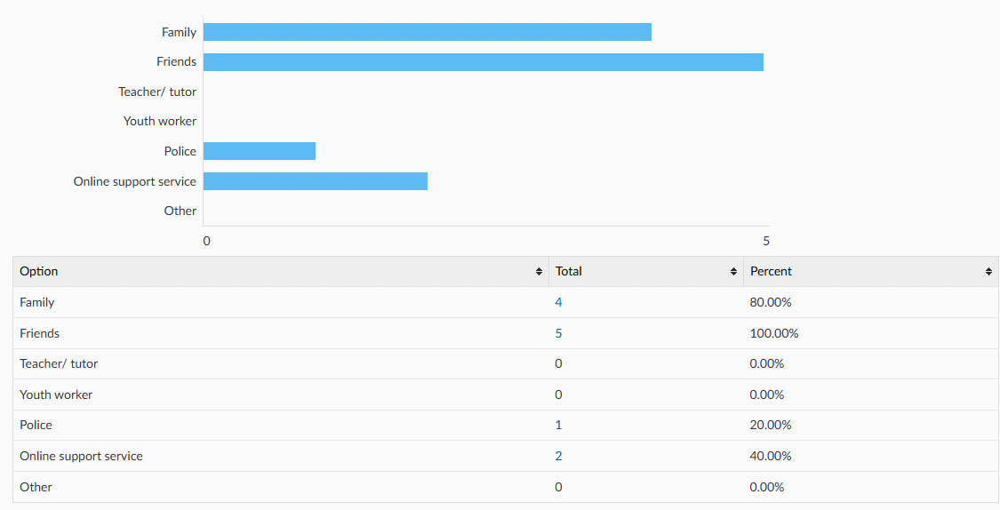 Family
Friends
Teacher/ tutor
Youth worker
Police
Online support service
Other
0 5
Option Total Percent
Family 4 80.00%
Friends 5 100.00%
Teacher/ tutor 0 0.00%
Youth worker 0 0.00%
Police 1 20.00%
Online support service 2 40.00%
Other 0 0.00%